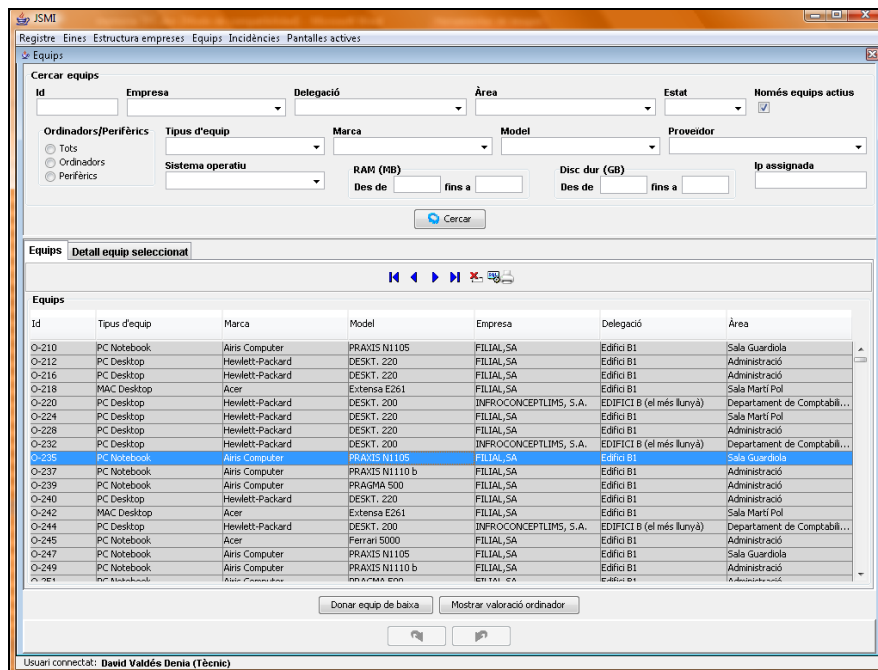 JSMI
Registre Eines Estructura empreses Equips Incidències Pantalles actives
Equips
Cercar equips
Id Empresa Delegació Àrea Estat Només equips actius
Ordinadors/Perifèrics Tipus d'equip Marca Model Proveïdor
Tots
Ordinadors
Perifèrics
Sistema operatiu RAM (MB) Disc dur (GB) Ip assignada
Des de fins a Des de fins a
Cercar
Equips Detall equip seleccionat
Equips
Id Tipus d'equip Marca Model Empresa Delegació Àrea
O-210 PC Notebook Airis Computer PRAXIS N1105 FILIAL,SA Edifici B1 Sala Guardiola
O-212 PC Desktop Hewlett-Packard DESKT. 220 FILIAL,SA Edifici B1 Administració
O-216 PC Desktop Hewlett-Packard DESKT. 220 FILIAL,SA Edifici B1 Administració
O-218 MAC Desktop Acer Extensa E261 FILIAL,SA Edifici B1 Sala Martí Pol
O-220 PC Desktop Hewlett-Packard DESKT. 200 INFROCONCEPTLIMS, S.A. EDIFICI B (el més llunyà) Departament de Comptabili...
O-224 PC Desktop Hewlett-Packard DESKT. 220 FILIAL,SA Edifici B1 Sala Martí Pol
O-228 PC Desktop Hewlett-Packard DESKT. 220 FILIAL,SA Edifici B1 Administració
O-232 PC Desktop Hewlett-Packard DESKT. 200 INFROCONCEPTLIMS, S.A. EDIFICI B (el més llunyà) Departament de Comptabili...
O-235 PC Notebook Airis Computer PRAXIS N1105 FILIAL,SA Edifici B1 Sala Guardiola
O-237 PC Notebook Airis Computer PRAXIS N1110 b FILIAL,SA Edifici B1 Administració
O-239 PC Notebook Airis Computer PRAGMA 500 FILIAL,SA Edifici B1 Administració
O-240 PC Desktop Hewlett-Packard DESKT. 220 FILIAL,SA Edifici B1 Administració
O-242 MAC Desktop Acer Extensa E261 FILIAL,SA Edifici B1 Sala Martí Pol
O-244 PC Desktop Hewlett-Packard DESKT. 200 INFROCONCEPTLIMS, S.A. EDIFICI B (el més llunyà) Departament de Comptabili...
O-245 PC Notebook Acer Ferrari 5000 FILIAL,SA Edifici B1 Administració
O-247 PC Notebook Airis Computer PRAXIS N1105 FILIAL,SA Edifici B1 Sala Guardiola
O-249 PC Notebook Airis Computer PRAXIS N1110 b FILIAL,SA Edifici B1 Administració
O-251 PC Notebook Airis Computer PRAGMA 500 FILIAL,SA Edifici B1 Administració
Donar equip de baixa Mostrar valoració ordinador
Usuari connectat: David Valdés Denia (Tècnic)